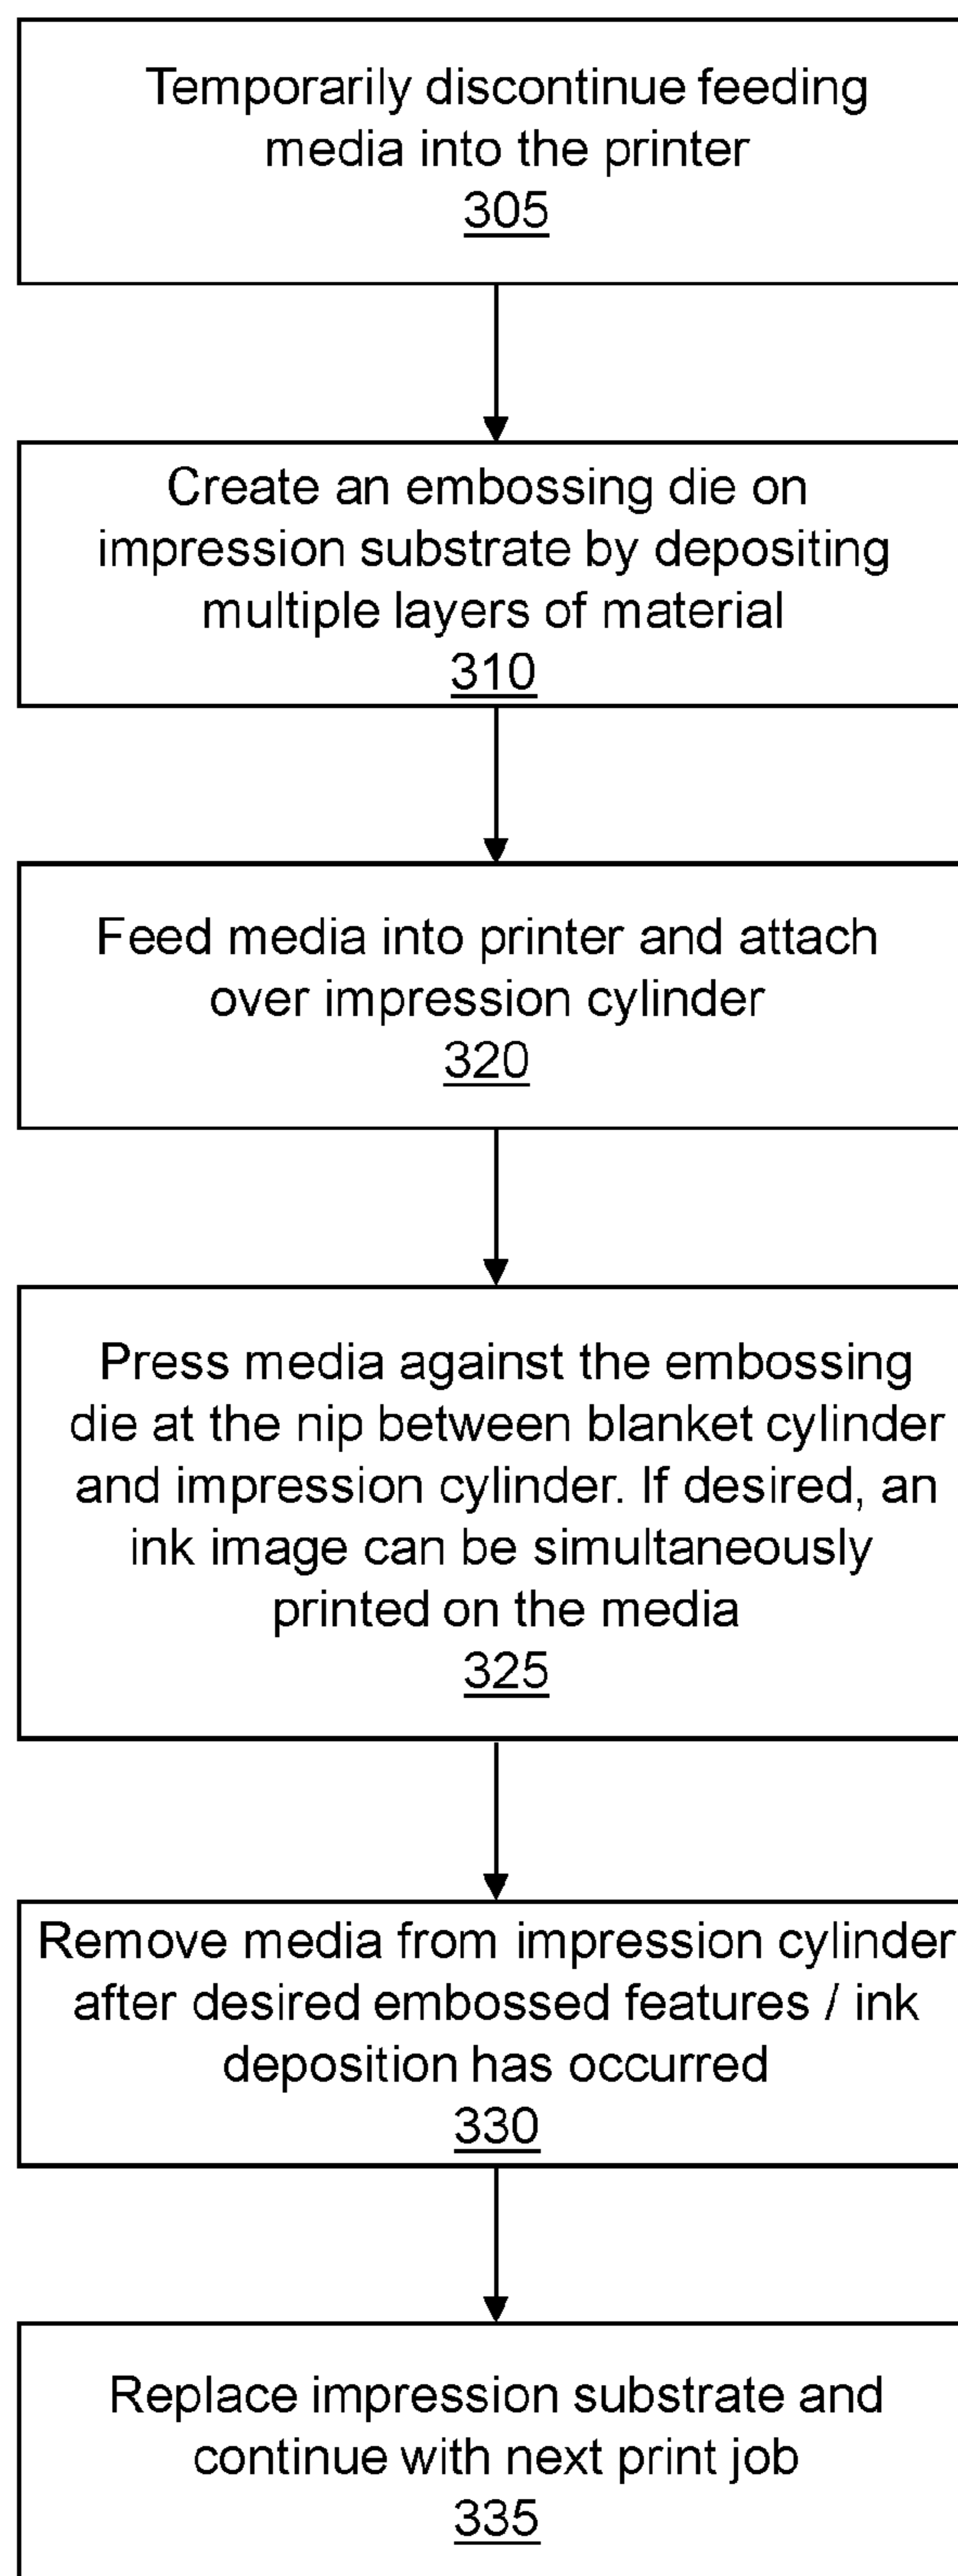 Temporarily discontinue feeding
media into the printer
305
Create an embossing die on
impression substrate by depositing
multiple layers of material
310
Feed media into printer and attach
over impression cylinder
320
Press media against the embossing
die at the nip between blanket cylinder
and impression cylinder. If desired, an
ink image can be simultaneously
printed on the media
325
Remove media from impression cylinder
after desired embossed features / ink
deposition has occurred
330
Replace impression substrate and
continue with next print job
335